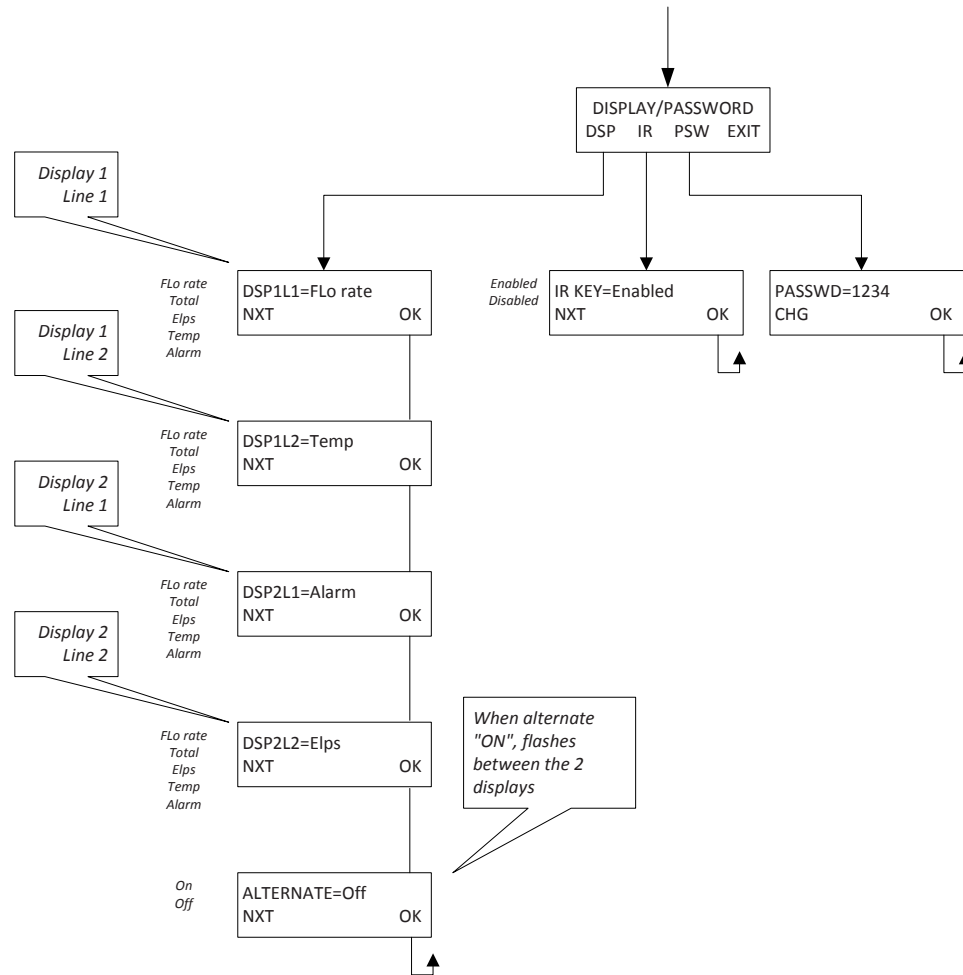 DISPLAY/PASSWORD
DSP IR PSW EXIT
Display 1
Line 1
FLo rate
Total
Elps
Temp
Alarm
DSP1L1=FLo rate
NXT OK
Enabled
Disabled
IR KEY=Enabled
NXT OK
PASSWD=1234
CHG OK
Display 1
Line 2
FLo rate
Total
Elps
Temp
Alarm
DSP1L2=Temp
NXT OK
Display 2
Line 1
FLo rate
Total
Elps
Temp
Alarm
DSP2L1=Alarm
NXT OK
Display 2
Line 2
FLo rate
Total
Elps
Temp
Alarm
DSP2L2=Elps
NXT OK
When alternate
"ON", flashes
between the 2
displays
On
Off
ALTERNATE=Off
NXT OK